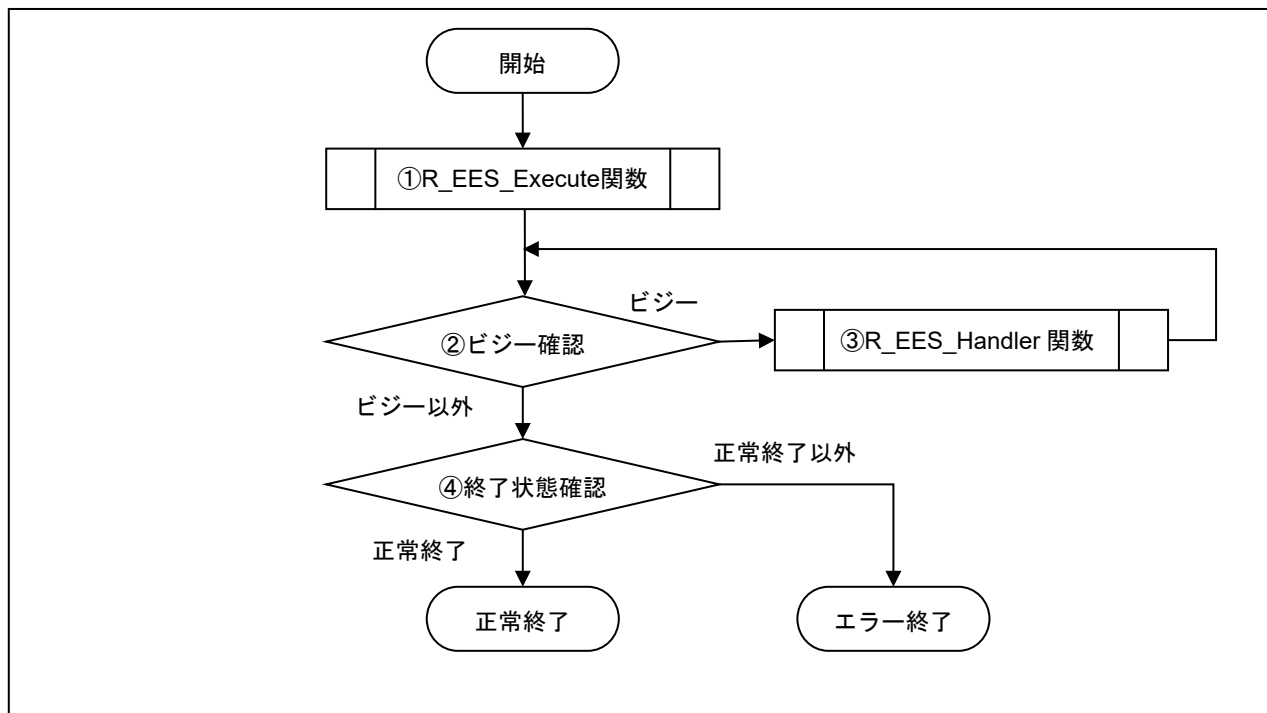 開始
①R_EES_Execute関数
ビジー
②ビジー確認
③R_EES_Handler 関数
ビジー以外
正常終了以外
④終了状態確認
正常終了
正常終了
エラー終了